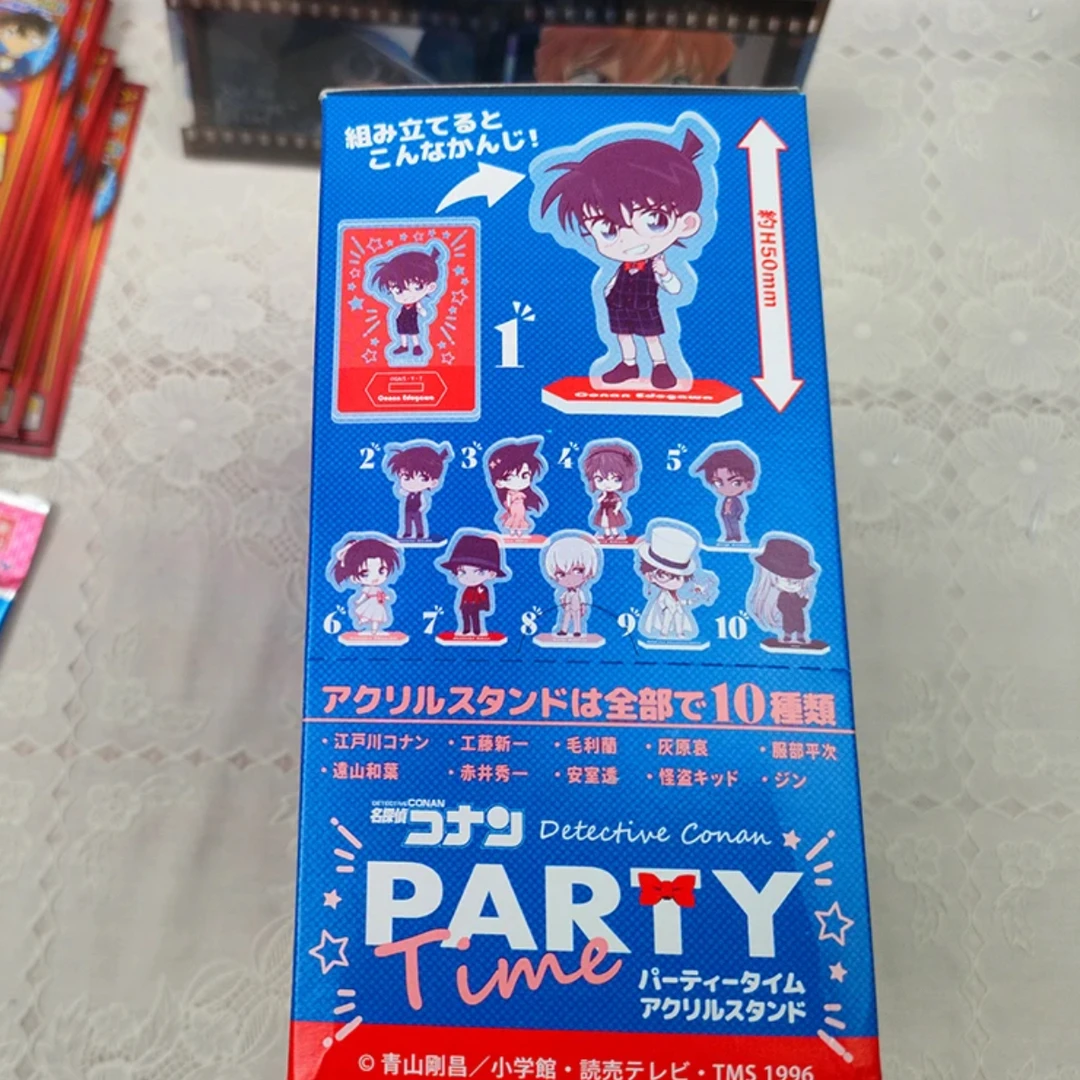 組み立てると
こんなかんじ!
約H50mm
Conan Edogawa
1
Conan Edogawa
2 3 4 5
6 7 8 9 10
アクリルスタンドは全部で10種類
・江戸川コナン ・工藤新一 ・毛利蘭 ・灰原哀 ・服部平次
・遠山和葉 ・赤井秀一 ・安室透 ・怪盗キッド ・ジン
DETECTIVE CONAN
名探偵コナン Detective Conan
PARTY
Time
パーティータイム
アクリルスタンド
© 青山剛昌/小学館・読売テレビ・TMS 1996